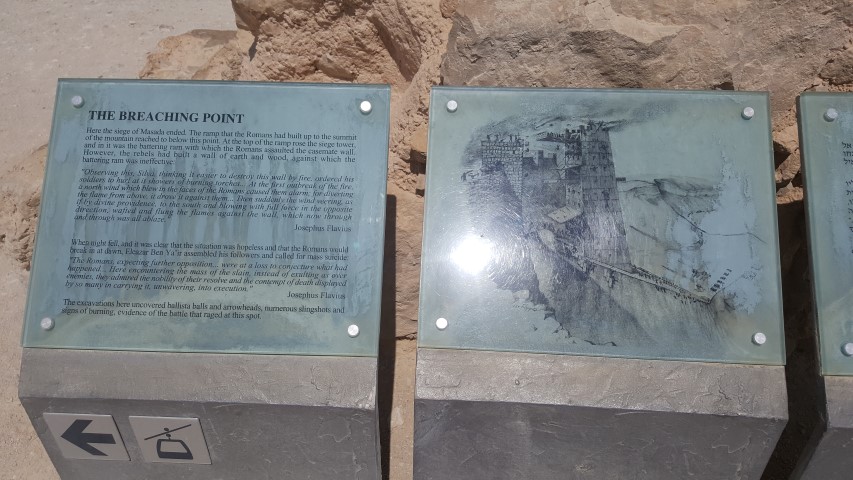 THE BREACHING POINT
Here the siege of Masada ended. The ramp that the Romans had built up to the summit
of the mountain reached to below this point. At the top of the ramp rose the siege tower,
and in it was the battering ram with which the Romans assaulted the casemate wall.
However, the rebels had built a wall of earth and wood, against which the
battering ram was ineffective:
"Observing this, Silva, thinking it easier to destroy this wall by fire, ordered his
soldiers to hurl at it showers of burning torches... At the first outbreak of the fire,
a north wind which blew in the faces of the Romans caused them alarm, for, diverting
the flame from above, it drove it against them... Then suddenly the wind veering, as
if by divine providence, to the south and blowing with full force in the opposite
direction, wafted and flung the flames against the wall, which now through
and through was all ablaze."
Josephus Flavius
When night fell, and it was clear that the situation was hopeless and that the Romans would
break in at dawn, Eleazar Ben Ya'ir assembled his followers and called for mass suicide:
"The Romans, expecting further opposition... were at a loss to conjecture what had
happened... Here encountering the mass of the slain, instead of exulting as over
enemies, they admired the nobility of their resolve and the contempt of death displayed
by so many in carrying it, unwavering, into execution."
Josephus Flavius
The excavations here uncovered ballista balls and arrowheads, numerous slingshots and
signs of burning, evidence of the battle that raged at this spot.